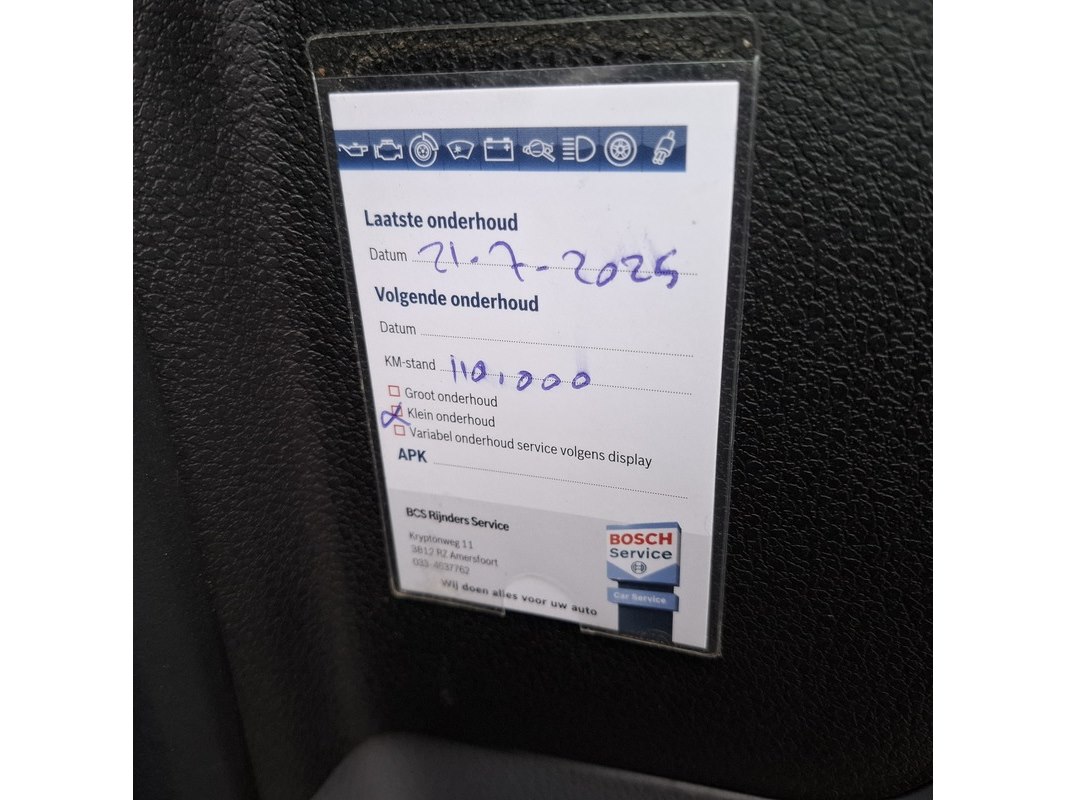 Laatste onderhoud
Datum 21-7-2025
Volgende onderhoud
Datum
KM-stand 110.000
Groot onderhoud
Klein onderhoud
Variabel onderhoud service volgens display
APK
BCS Rijnders Service
Kryptonweg 11
3812 RZ Amersfoort
033-4637762
Wij doen alles voor uw auto
BOSCH
Service
Car Service